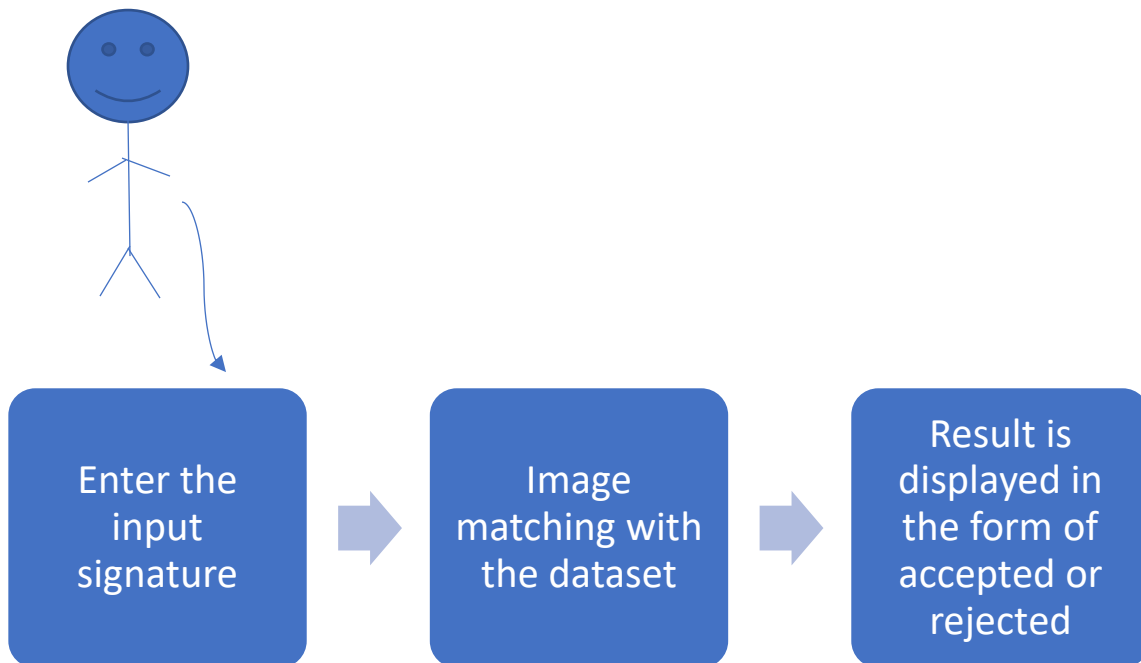 Enter the
input
signature
Image
matching with
the dataset
Result is
displayed in
the form of
accepted or
rejected